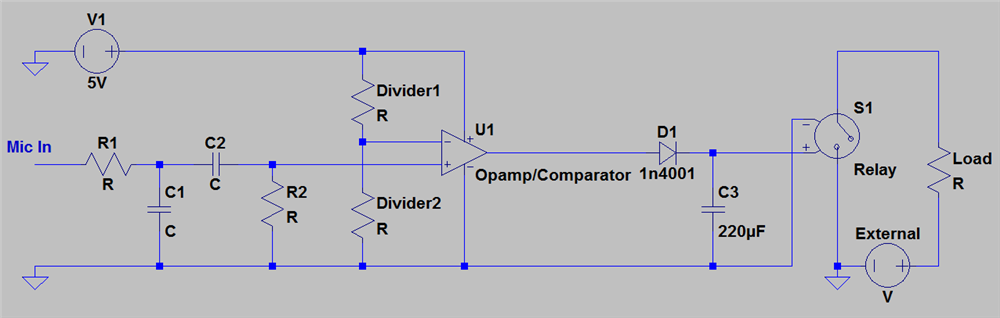 V1
5V
Mic In
R1
R
C1
C
C2
C
R2
R
Divider1
R
Divider2
R
U1
Opamp/Comparator
D1
1n4001
C3
220µF
S1
Relay
Load
R
External
V